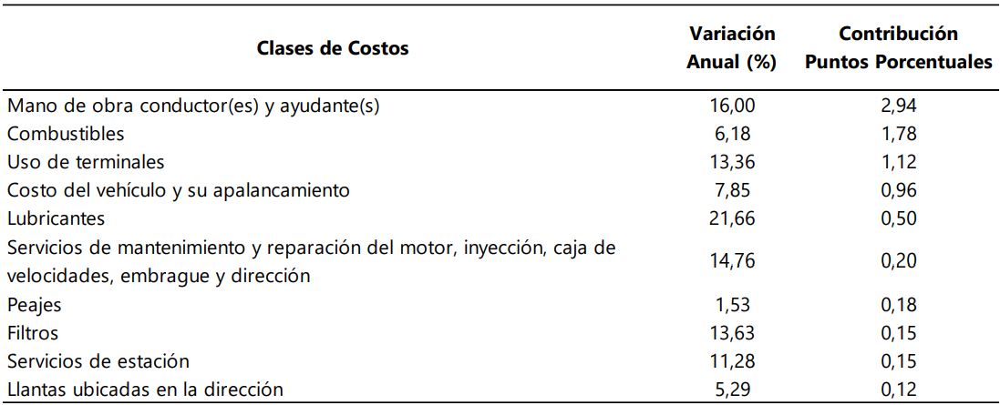 Clases de Costos Variación Anual (%) Contribución Puntos Porcentuales
Mano de obra conductor(es) y ayudante(s) 16,00 2,94
Combustibles 6,18 1,78
Uso de terminales 13,36 1,12
Costo del vehículo y su apalancamiento 7,85 0,96
Lubricantes 21,66 0,50
Servicios de mantenimiento y reparación del motor, inyección, caja de
velocidades, embrague y dirección 14,76 0,20
Peajes 1,53 0,18
Filtros 13,63 0,15
Servicios de estación 11,28 0,15
Llantas ubicadas en la dirección 5,29 0,12